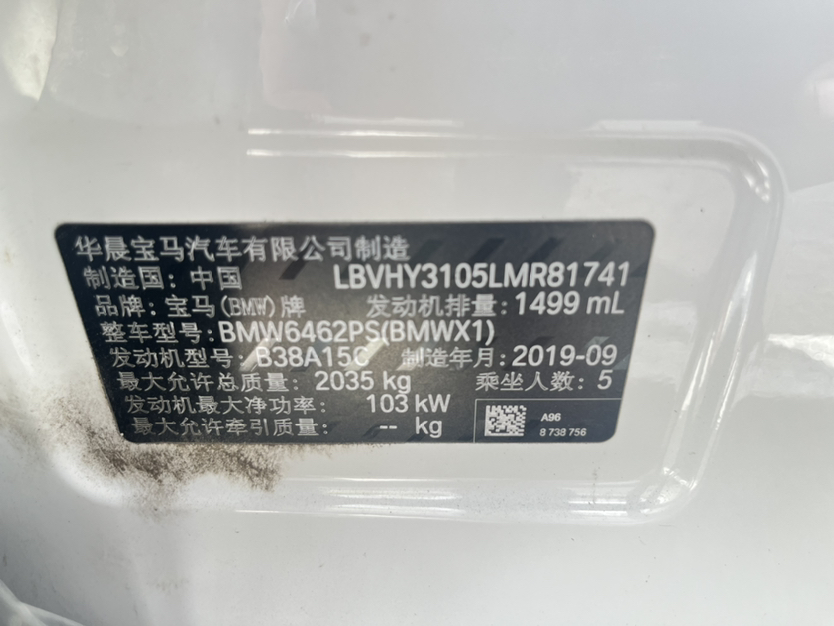 华晨宝马汽车有限公司制造
制造国：中国 LBVHY3105LMR81741
品牌：宝马(BMW)牌 发动机排量：1499 mL
整车型号：BMW6462PS(BMWX1)
发动机型号：B38A15C 制造年月：2019-09
最大允许总质量：2035 kg 乘坐人数：5
发动机最大净功率：103 kW
最大允许牵引质量：-- kg
A96
8 738 756